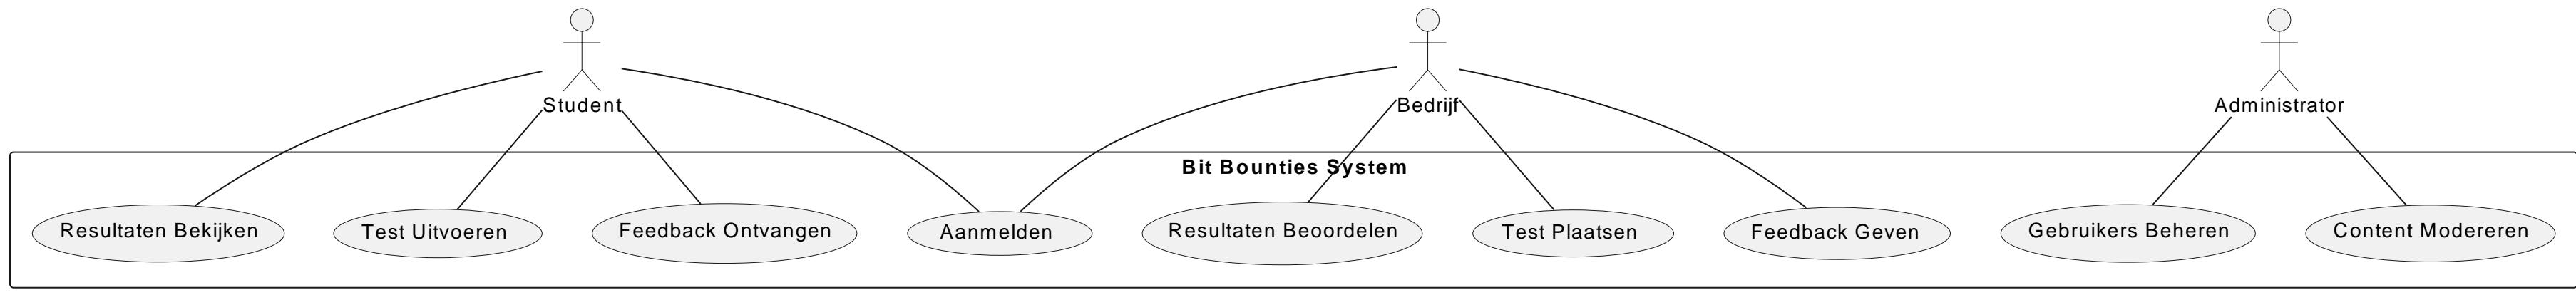 Student
Bedrijf
Administrator
Bit Bounties System
Resultaten Bekijken
Test Uitvoeren
Feedback Ontvangen
Aanmelden
Resultaten Beoordelen
Test Plaatsen
Feedback Geven
Gebruikers Beheren
Content Modereren